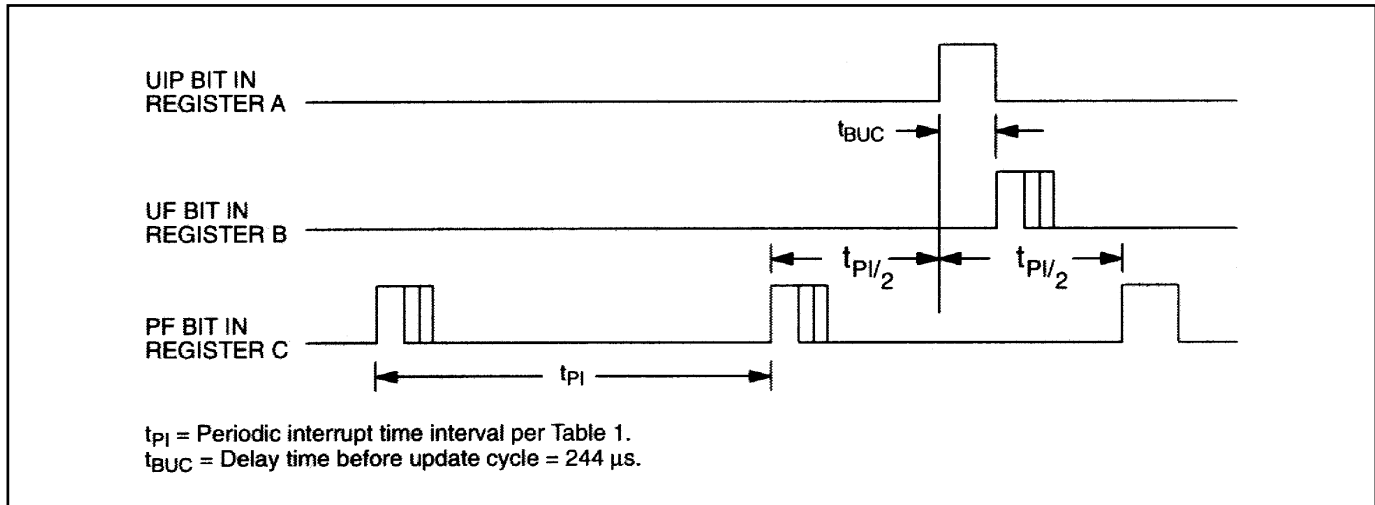 UIP BIT IN
REGISTER A
tBUC
UF BIT IN
REGISTER B
tPI/2
tPI/2
PF BIT IN
REGISTER C
tPI
tPI = Periodic interrupt time interval per Table 1.
tBUC = Delay time before update cycle = 244 µs.